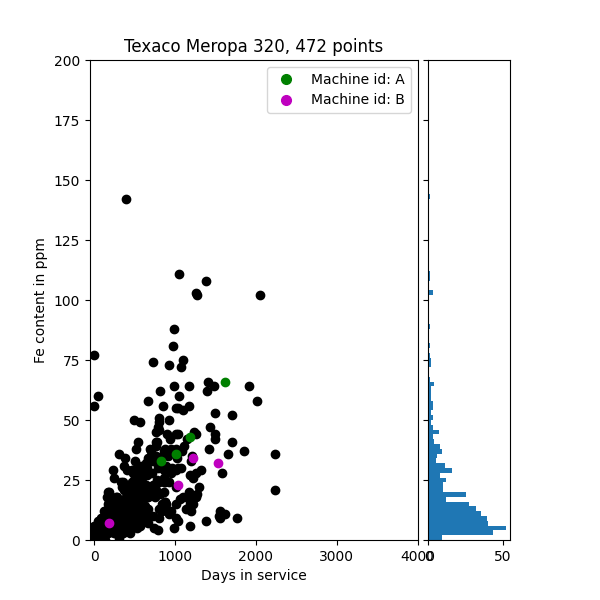 Texaco Meropa 320, 472 points
Machine id: A
Machine id: B
200
175
150
125
100
75
50
25
0
Fe content in ppm
0 1000 2000 3000 4000 0 50
Days in service